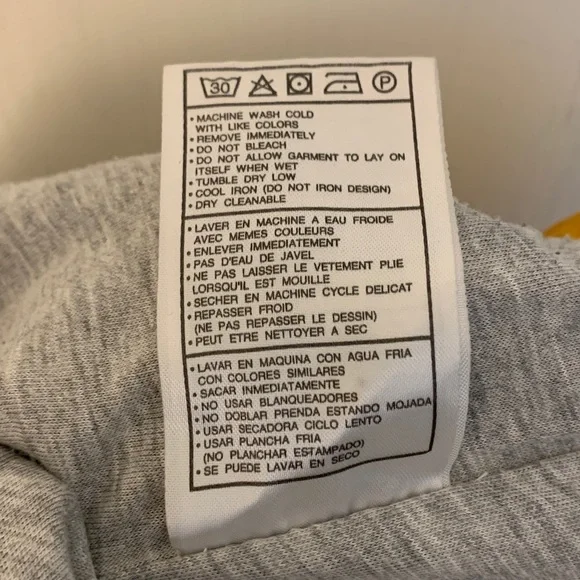 30 P
• MACHINE WASH COLD
WITH LIKE COLORS
• REMOVE IMMEDIATELY
• DO NOT BLEACH
• DO NOT ALLOW GARMENT TO LAY ON
ITSELF WHEN WET
• TUMBLE DRY LOW
• COOL IRON (DO NOT IRON DESIGN)
• DRY CLEANABLE
• LAVER EN MACHINE A EAU FROIDE
AVEC MEMES COULEURS
• ENLEVER IMMEDIATEMENT
• PAS D'EAU DE JAVEL
• NE PAS LAISSER LE VETEMENT PLIE
LORSQU'IL EST MOUILLE
• SECHER EN MACHINE CYCLE DELICAT
• REPASSER FROID
(NE PAS REPASSER LE DESSIN)
• PEUT ETRE NETTOYER A SEC
• LAVAR EN MAQUINA CON AGUA FRIA
CON COLORES SIMILARES
• SACAR INMEDIATAMENTE
• NO USAR BLANQUEADORES
• NO DOBLAR PRENDA ESTANDO MOJADA
• USAR SECADORA CICLO LENTO
• USAR PLANCHA FRIA
(NO PLANCHAR ESTAMPADO)
• SE PUEDE LAVAR EN SECO